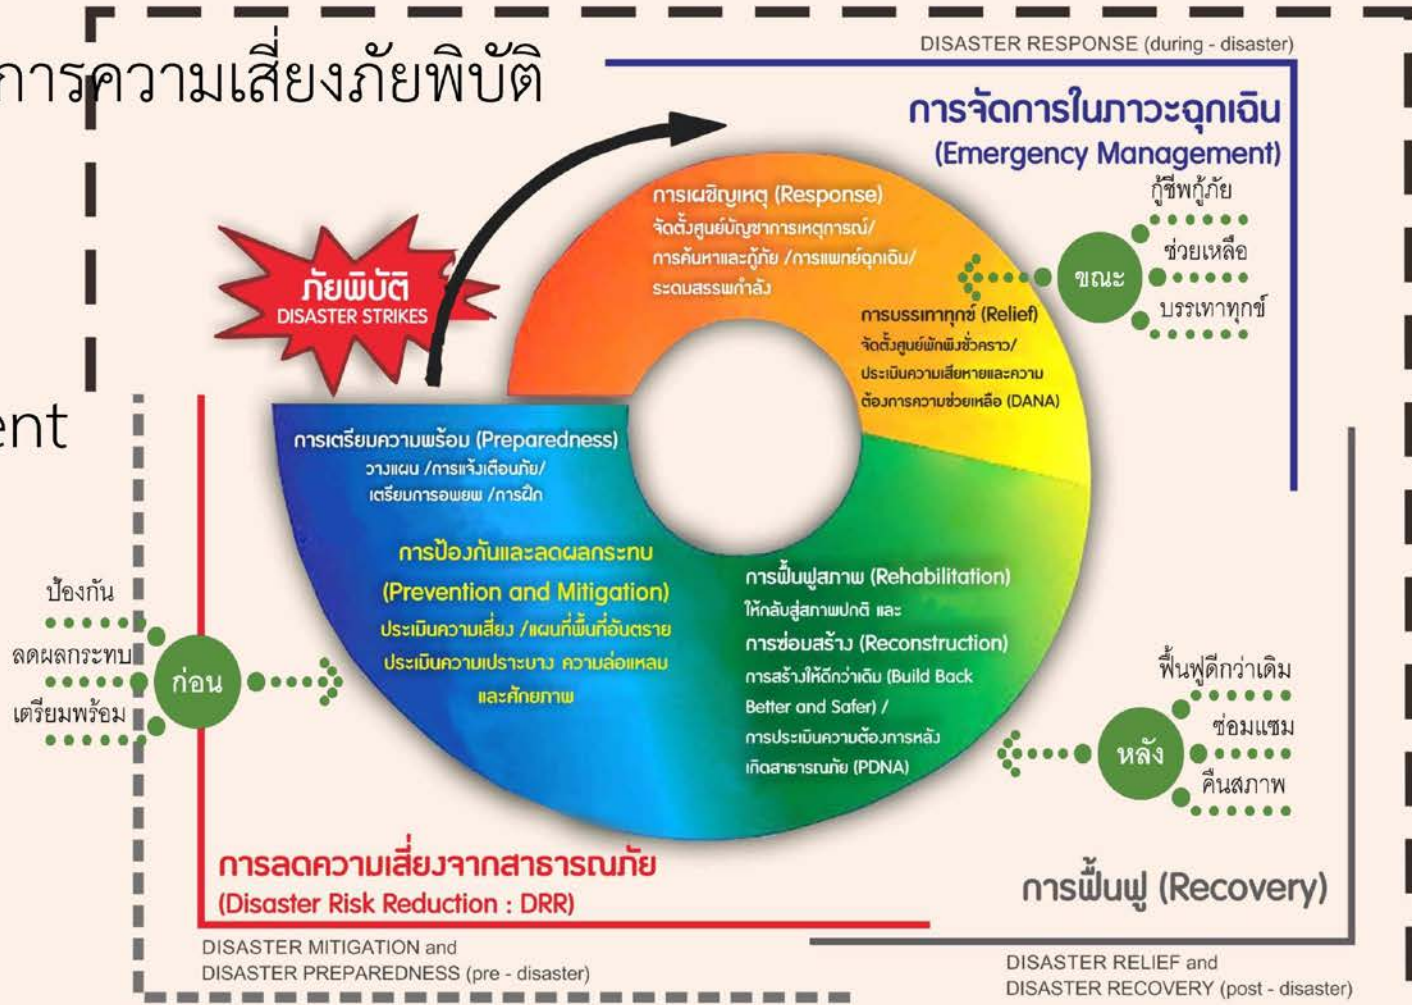 DISASTER RESPONSE (during - disaster)
การความเสี่ยงภัยพิบัติ
การจัดการในภาวะฉุกเฉิน
(Emergency Management)
กู้ชีพกู้ภัย
ช่วยเหลือ
บรรเทาทุกข์
ขณะ
การเผชิญเหตุ (Response)
จัดตั้งศูนย์บัญชาการเหตุการณ์/
การค้นหาและกู้ภัย /การแพทย์ฉุกเฉิน/
ระดมสรรพกำลัง
ภัยพิบัติ
DISASTER STRIKES
การบรรเทาทุกข์ (Relief)
จัดตั้งศูนย์พักพิงชั่วคราว/
ประเมินความเสียหายและความ
ต้องการความช่วยเหลือ (DANA)
ent
การเตรียมความพร้อม (Preparedness)
วางแผน /การแจ้งเตือนภัย/
เตรียมการอพยพ /การฝึก
การป้องกันและลดผลกระทบ
(Prevention and Mitigation)
ประเมินความเสี่ยง /แผนที่พื้นที่อันตราย
ประเมินความเปราะบาง ความล่อแหลม
และศักยภาพ
การฟื้นฟูสภาพ (Rehabilitation)
ให้กลับสู่สภาพปกติ และ
การซ่อมสร้าง (Reconstruction)
การสร้างให้ดีกว่าเดิม (Build Back
Better and Safer) /
การประเมินความต้องการหลัง
เกิดสาธารณภัย (PDNA)
ป้องกัน
ลดผลกระทบ
เตรียมพร้อม
ก่อน
ฟื้นฟูดีกว่าเดิม
ซ่อมแซม
คืนสภาพ
หลัง
การลดความเสี่ยงจากสาธารณภัย
(Disaster Risk Reduction : DRR)
การฟื้นฟู (Recovery)
DISASTER MITIGATION and
DISASTER PREPAREDNESS (pre - disaster)
DISASTER RELIEF and
DISASTER RECOVERY (post - disaster)